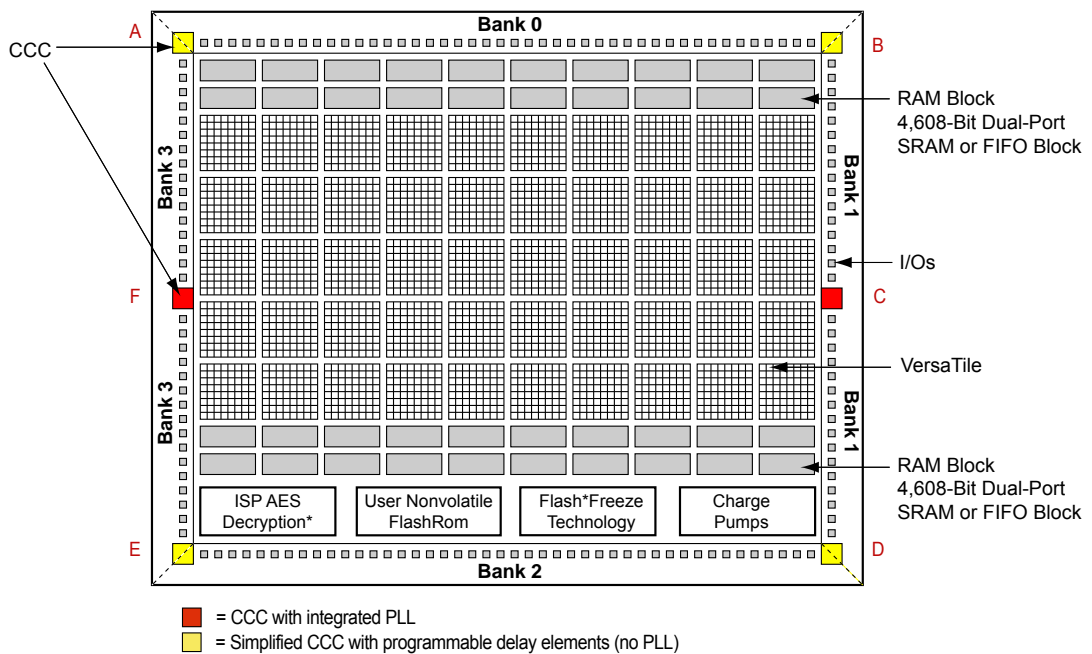 Bank 0
A
B
CCC
RAM Block
4,608-Bit Dual-Port
SRAM or FIFO Block
Bank 3
Bank 1
I/Os
F
C
VersaTile
Bank 3
Bank 1
RAM Block
4,608-Bit Dual-Port
SRAM or FIFO Block
ISP AES
Decryption*
User Nonvolatile
FlashRom
Flash*Freeze
Technology
Charge
Pumps
E
D
Bank 2
= CCC with integrated PLL
= Simplified CCC with programmable delay elements (no PLL)